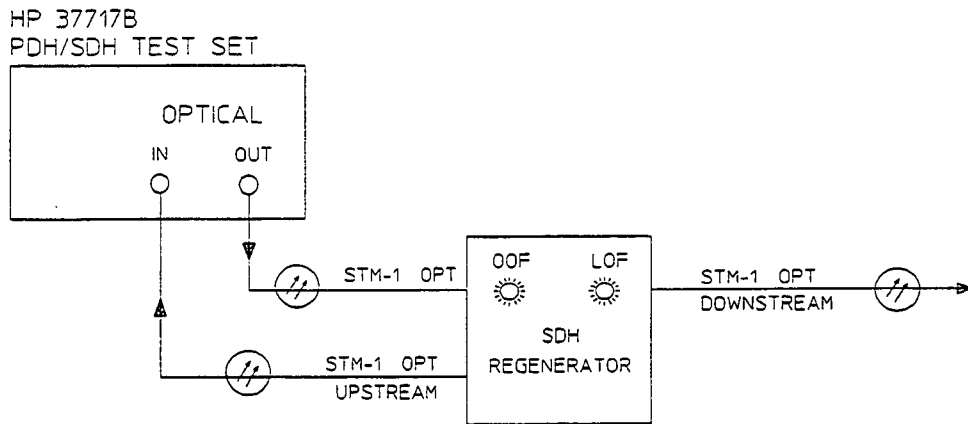 HP 37717B
PDH/SDH TEST SET
OPTICAL
IN OUT
STM-1 OPT
OOF LOF
SDH
REGENERATOR
STM-1 OPT
DOWNSTREAM
STM-1 OPT
UPSTREAM